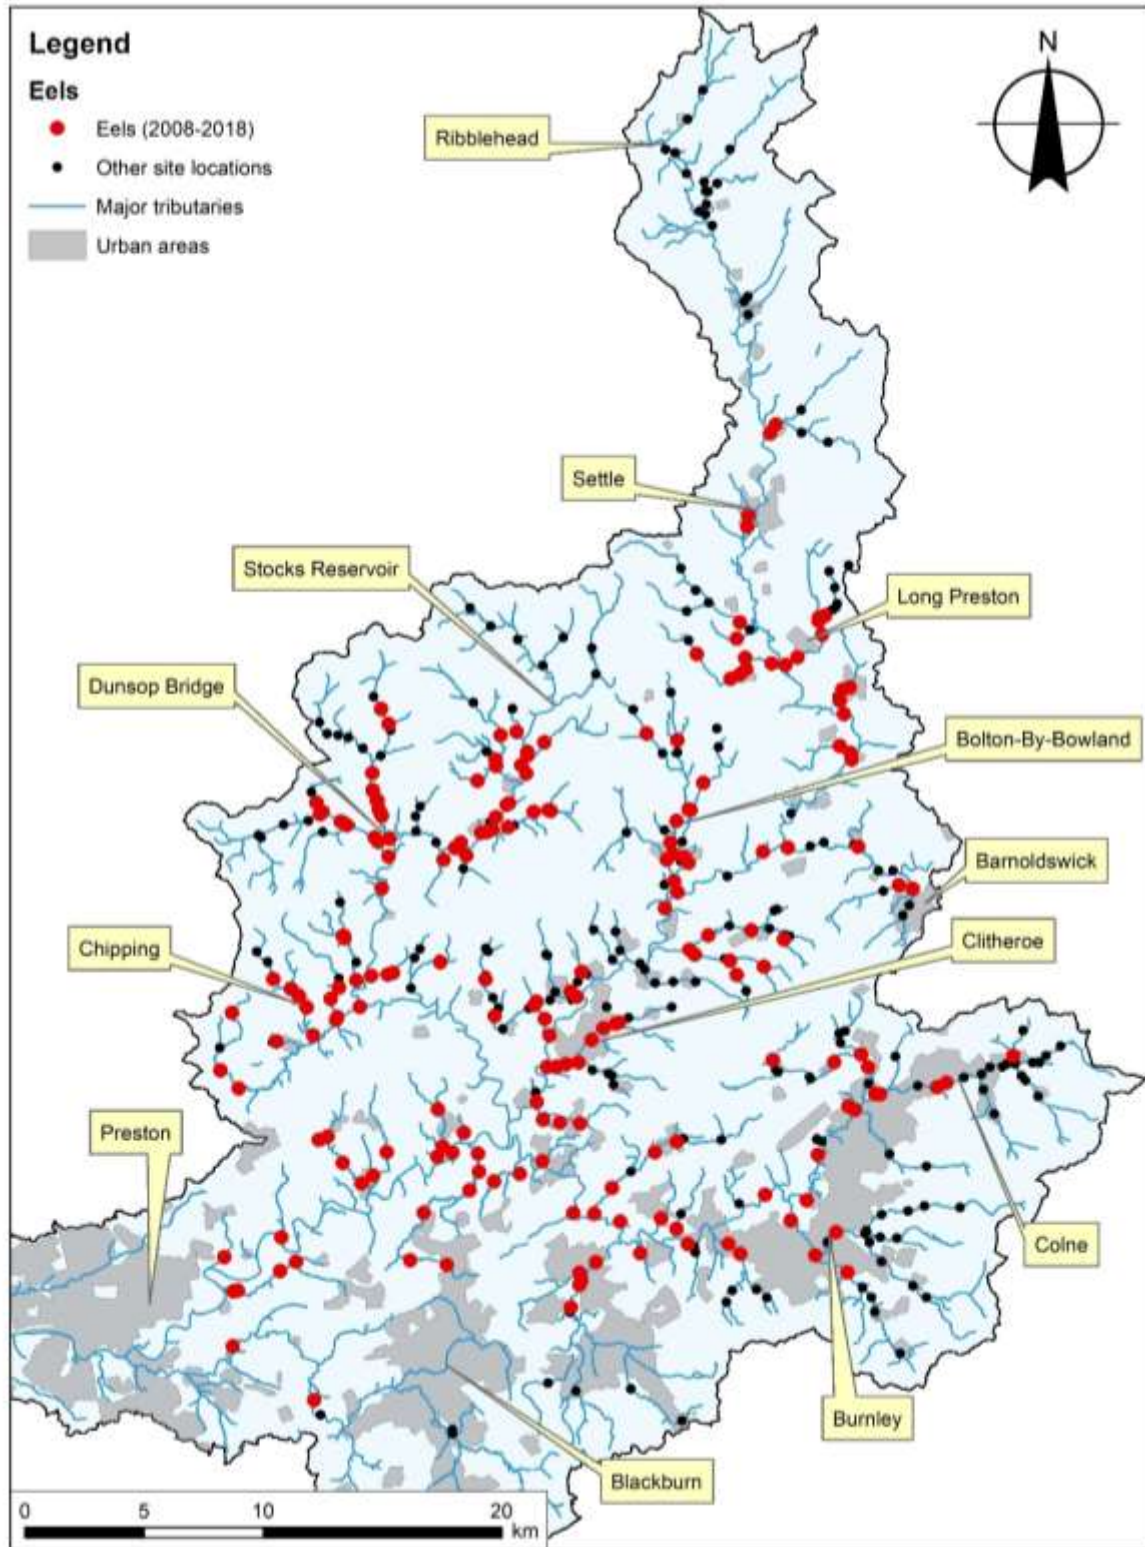 Legend
Eels
Eels (2008-2018)
Other site locations
Major tributaries
Urban areas
N
Ribblehead
Settle
Stocks Reservoir
Long Preston
Dunsop Bridge
Bolton-By-Bowland
Barnoldswick
Chipping
Clitheroe
Preston
Colne
Burnley
Blackburn
0 5 10 20
km